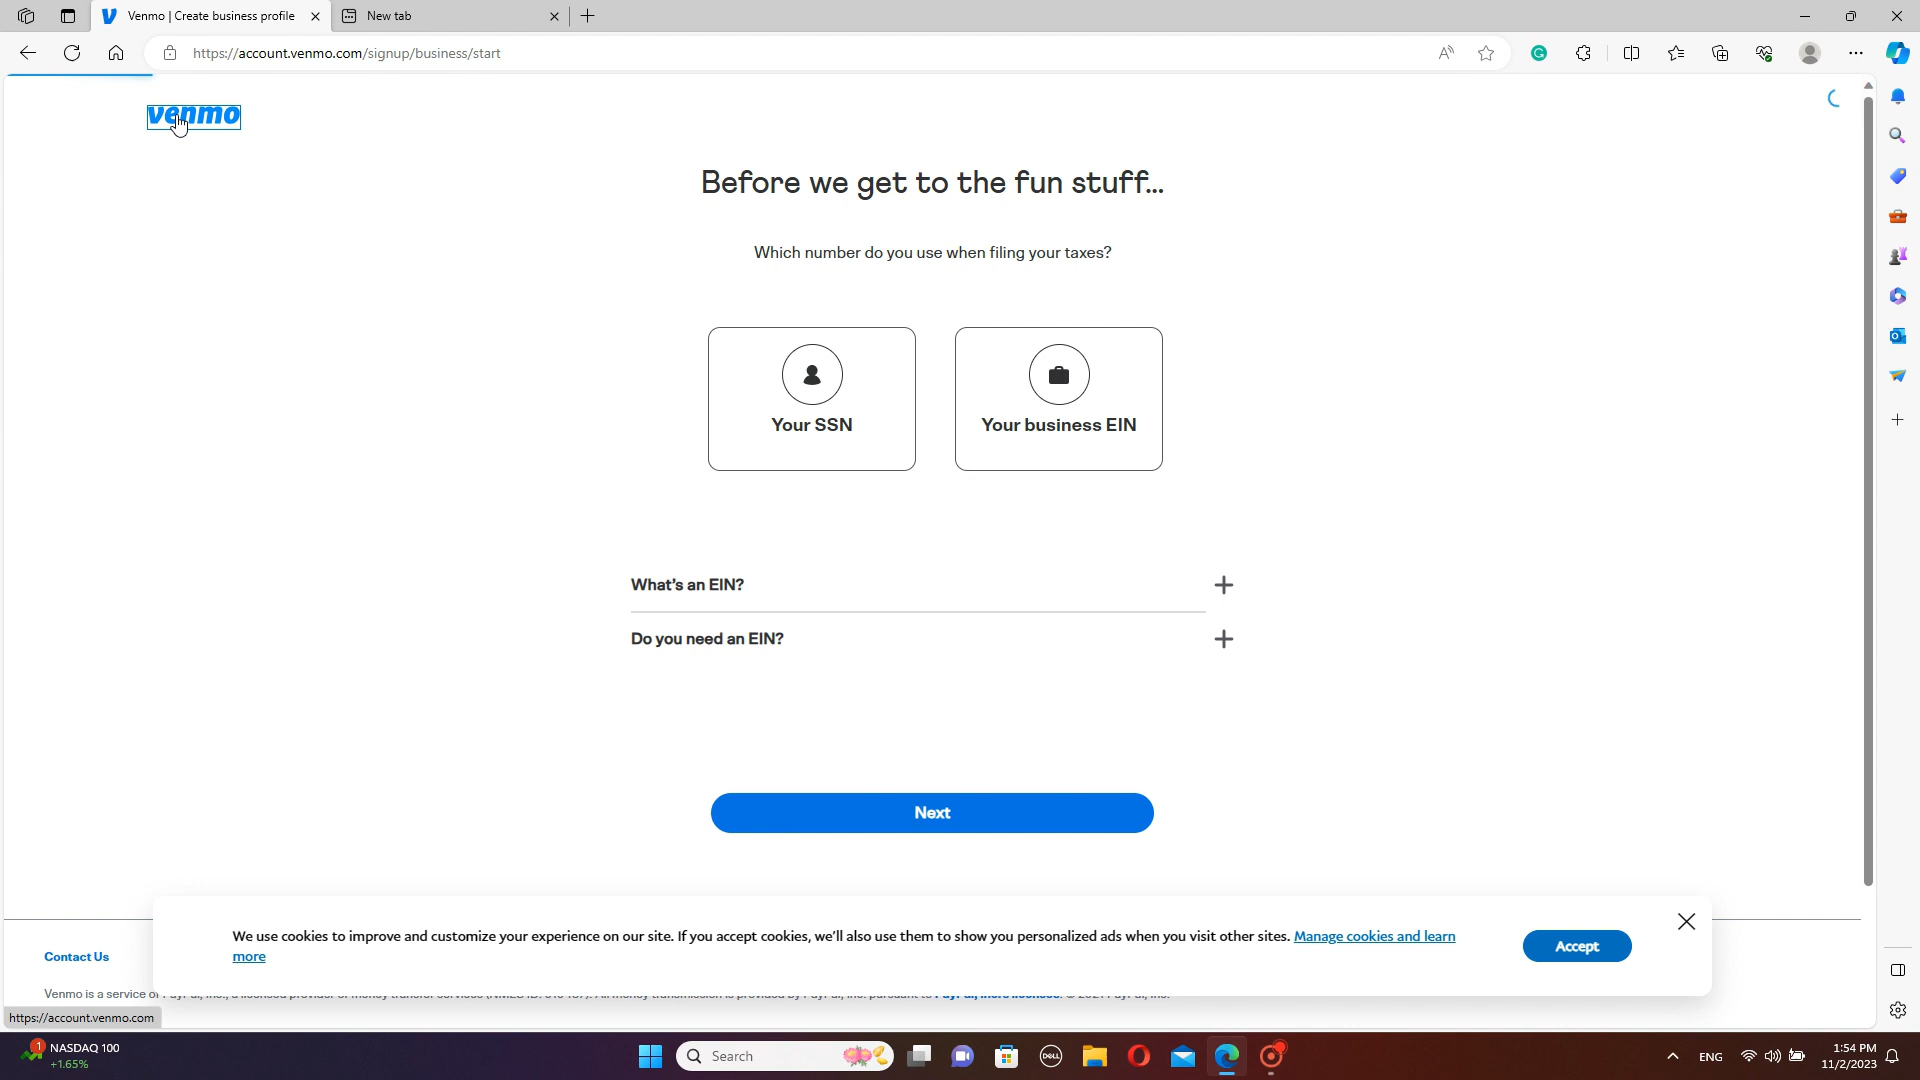 Venmo | Create business profile
New tab
https://account.venmo.com/signup/business/start
venmo
Before we get to the fun stuff...
Which number do you use when filing your taxes?
Your SSN
Your business EIN
What's an EIN?
Do you need an EIN?
Next
We use cookies to improve and customize your experience on our site. If you accept cookies, we'll also use them to show you personalized ads when you visit other sites. Manage cookies and learn
more
Accept
Contact Us
Venmo is a service of
https://account.venmo.com
1
NASDAQ 100
+1.65%
Search
DELL
ENG
1:54 PM
11/2/2023